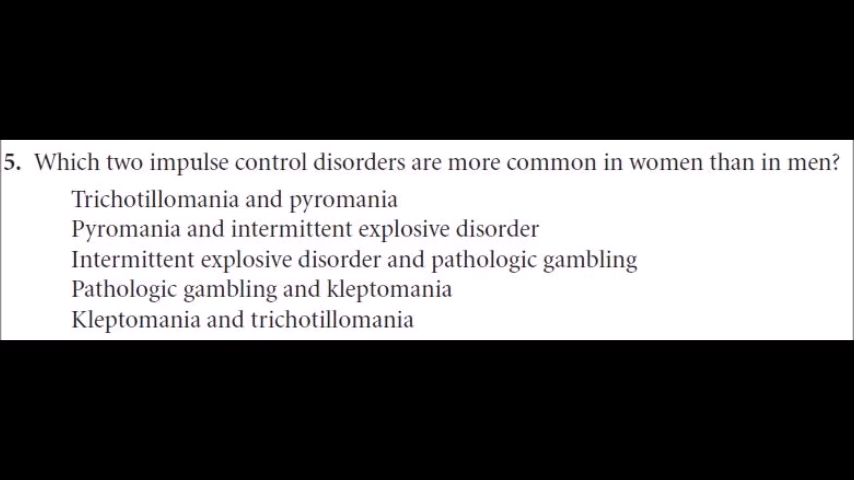 5. Which two impulse control disorders are more common in women than in men?
Trichotillomania and pyromania
Pyromania and intermittent explosive disorder
Intermittent explosive disorder and pathologic gambling
Pathologic gambling and kleptomania
Kleptomania and trichotillomania